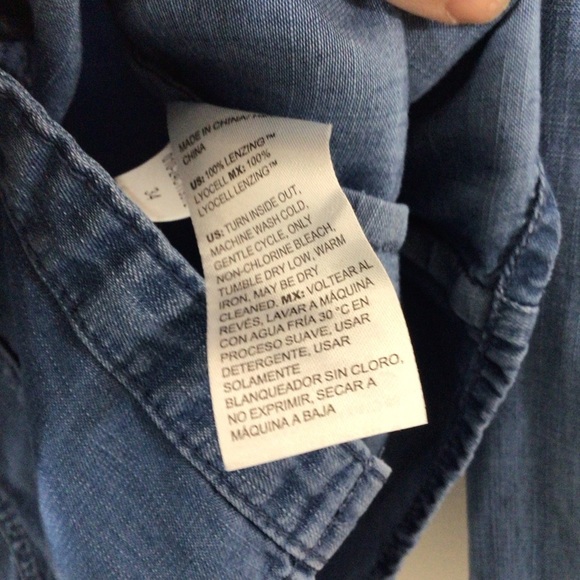 MADE IN CHINA/
CHINA
US: 100% LENZING™
LYOCELL MX: 100%
LYOCELL LENZING™
US: TURN INSIDE OUT,
MACHINE WASH COLD,
GENTLE CYCLE, ONLY
NON-CHLORINE BLEACH,
TUMBLE DRY LOW, WARM
IRON, MAY BE DRY
CLEANED. MX: VOLTEAR AL
REVÉS, LAVAR A MÁQUINA
CON AGUA FRÍA 30 °C EN
PROCESO SUAVE, USAR
DETERGENTE, USAR
SOLAMENTE
BLANQUEADOR SIN CLORO,
NO EXPRIMIR, SECAR A
MÁQUINA A BAJA